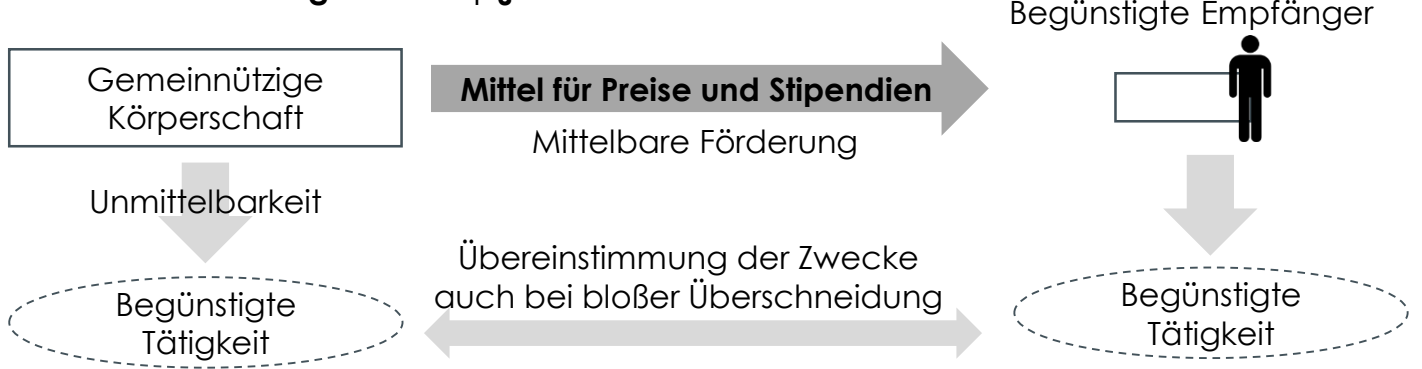 Begünstigte Empfänger
Gemeinnützige
Körperschaft
Mittel für Preise und Stipendien
Mittelbare Förderung
Unmittelbarkeit
Übereinstimmung der Zwecke
auch bei bloßer Überschneidung
Begünstigte
Tätigkeit
Begünstigte
Tätigkeit